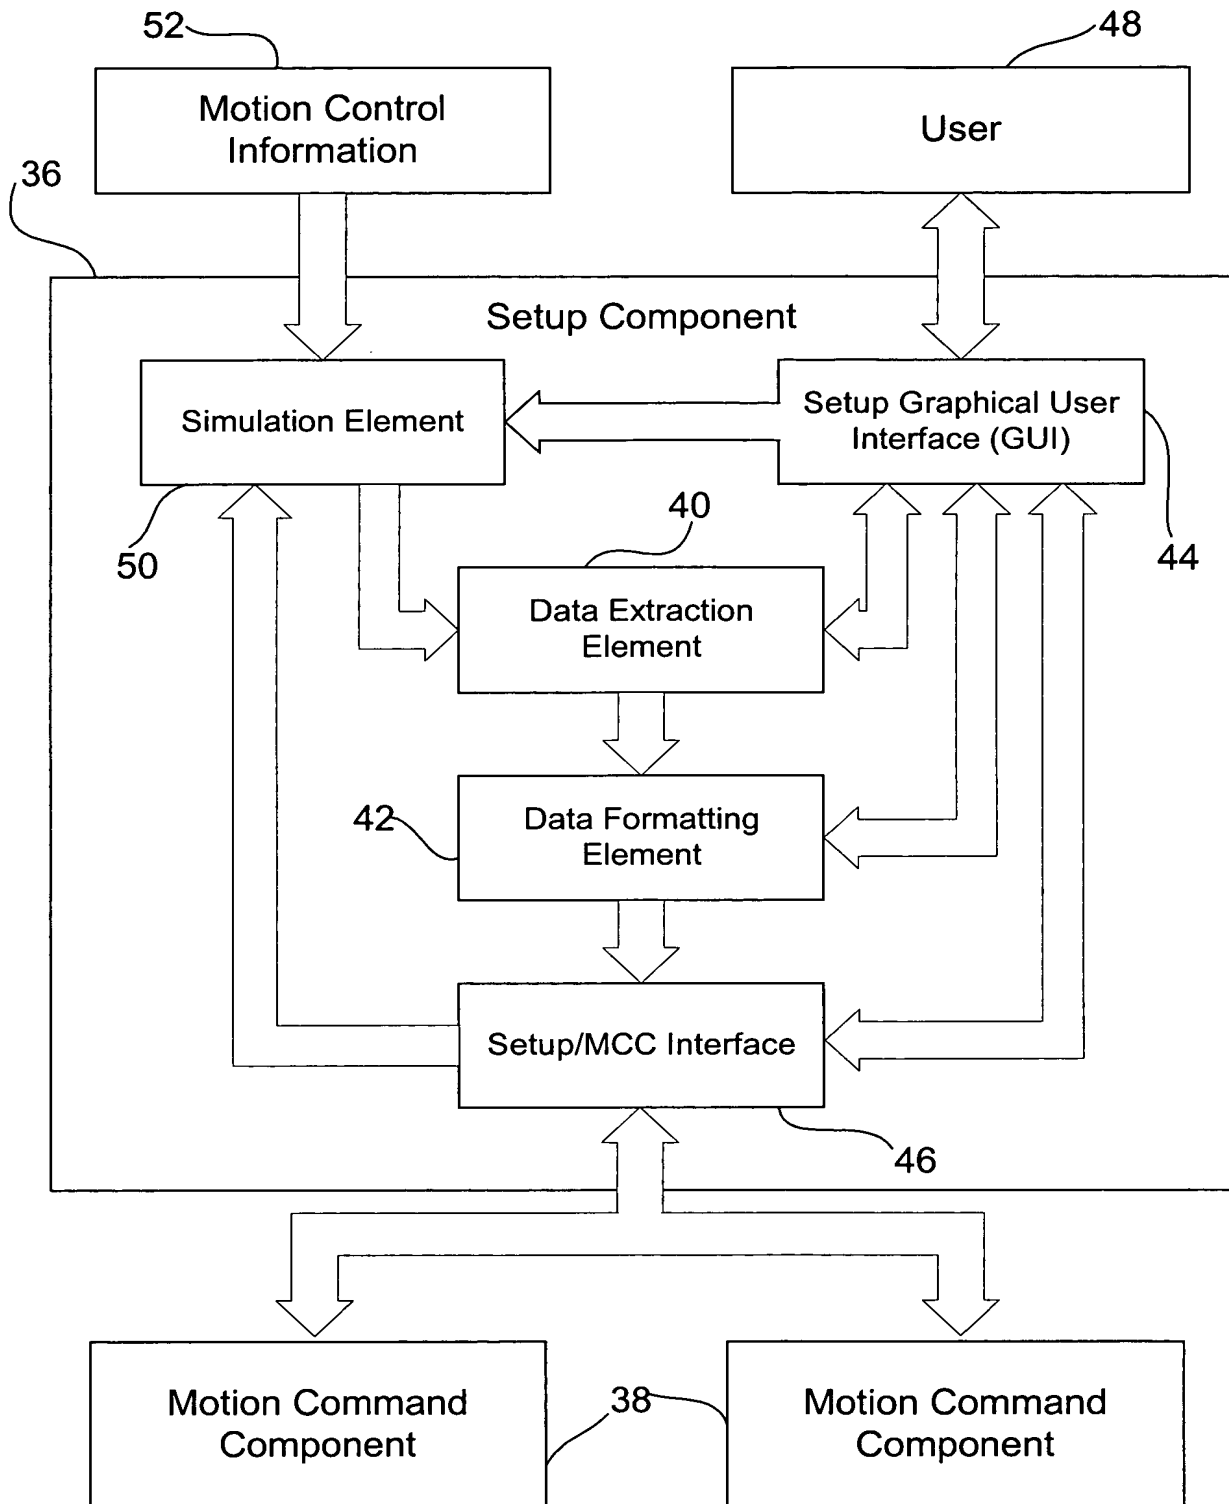 52
48
Motion Control
Information
User
36
Setup Component
Simulation Element
Setup Graphical User
Interface (GUI)
50
40
44
Data Extraction
Element
42
Data Formatting
Element
Setup/MCC Interface
46
Motion Command
Component
38
Motion Command
Component